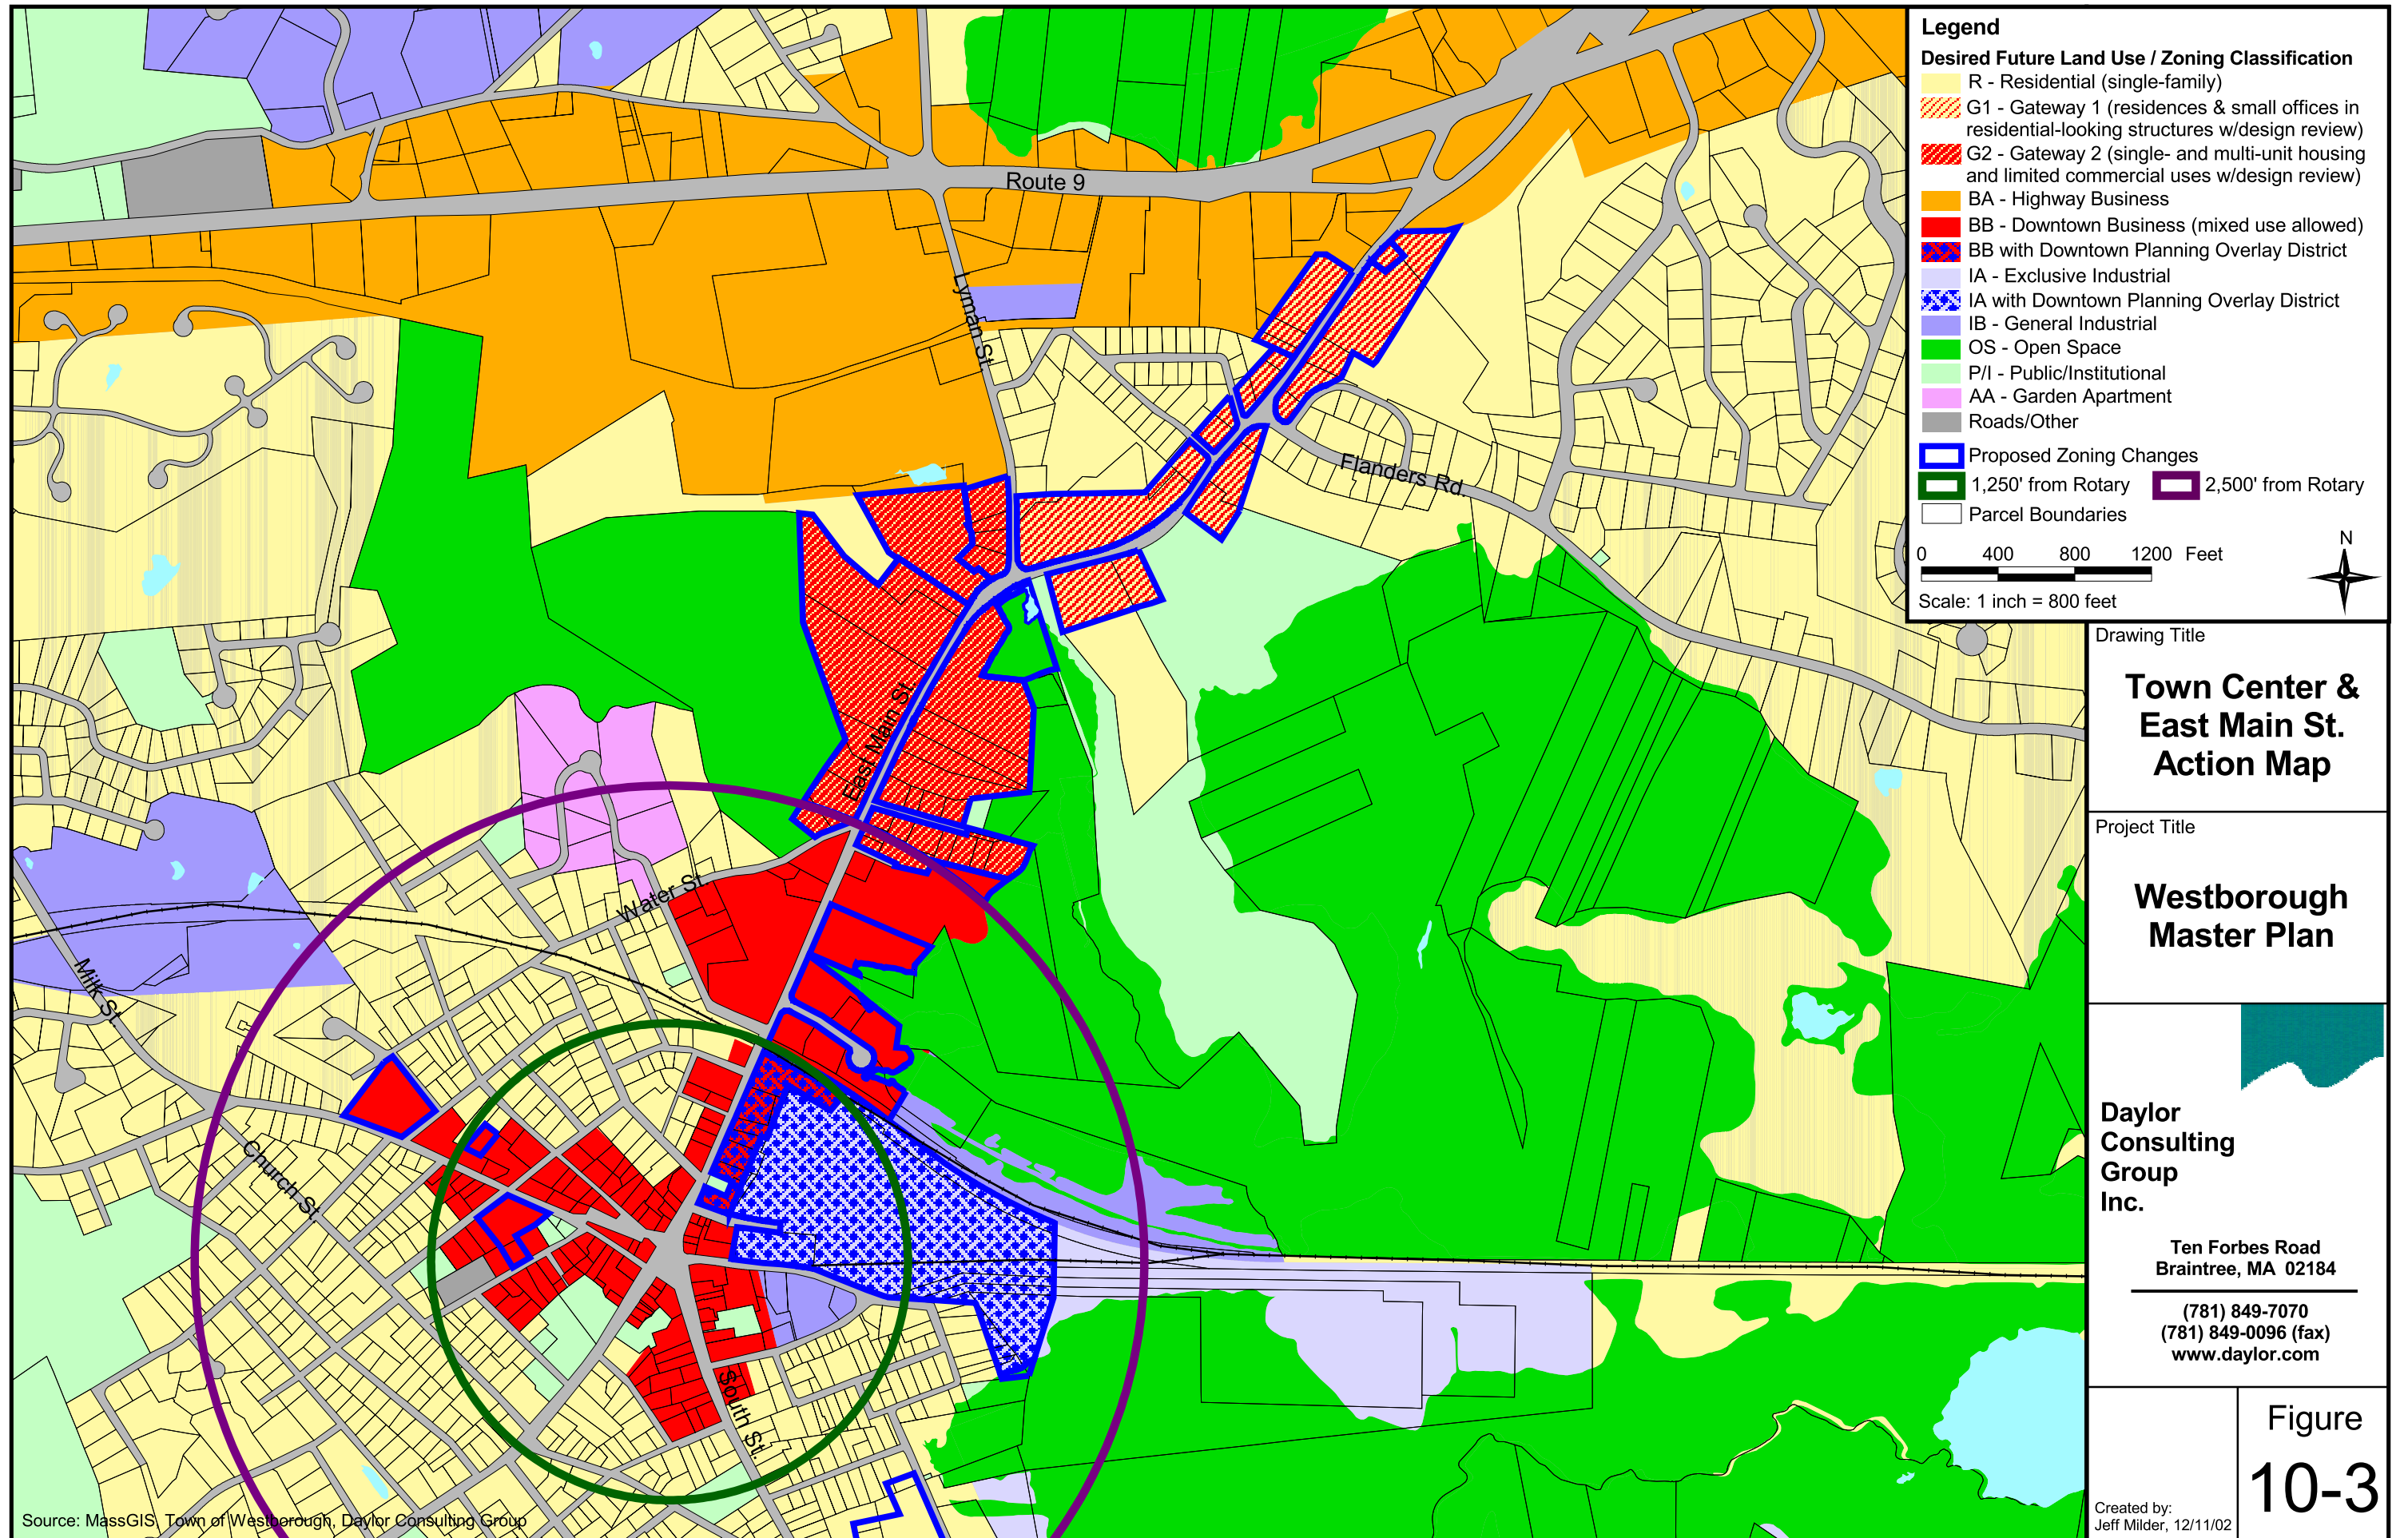 Legend
Desired Future Land Use / Zoning Classification
R - Residential (single-family)
G1 - Gateway 1 (residences & small offices in
residential-looking structures w/design review)
G2 - Gateway 2 (single- and multi-unit housing
and limited commercial uses w/design review)
BA - Highway Business
BB - Downtown Business (mixed use allowed)
BB with Downtown Planning Overlay District
IA - Exclusive Industrial
IA with Downtown Planning Overlay District
IB - General Industrial
OS - Open Space
P/I - Public/Institutional
AA - Garden Apartment
Roads/Other
Proposed Zoning Changes
1,250' from Rotary
2,500' from Rotary
Parcel Boundaries
N
0 400 800 1200 Feet
Scale: 1 inch = 800 feet
Route 9
Lyman St.
Flanders Rd.
East Main St.
Water St.
Milk St.
Church St.
South St.
Source: MassGIS, Town of Westborough, Daylor Consulting Group
Drawing Title
Town Center &
East Main St.
Action Map
Project Title
Westborough
Master Plan
Daylor
Consulting
Group
Inc.
Ten Forbes Road
Braintree, MA 02184
(781) 849-7070
(781) 849-0096 (fax)
www.daylor.com
Created by:
Jeff Milder, 12/11/02
Figure
10-3